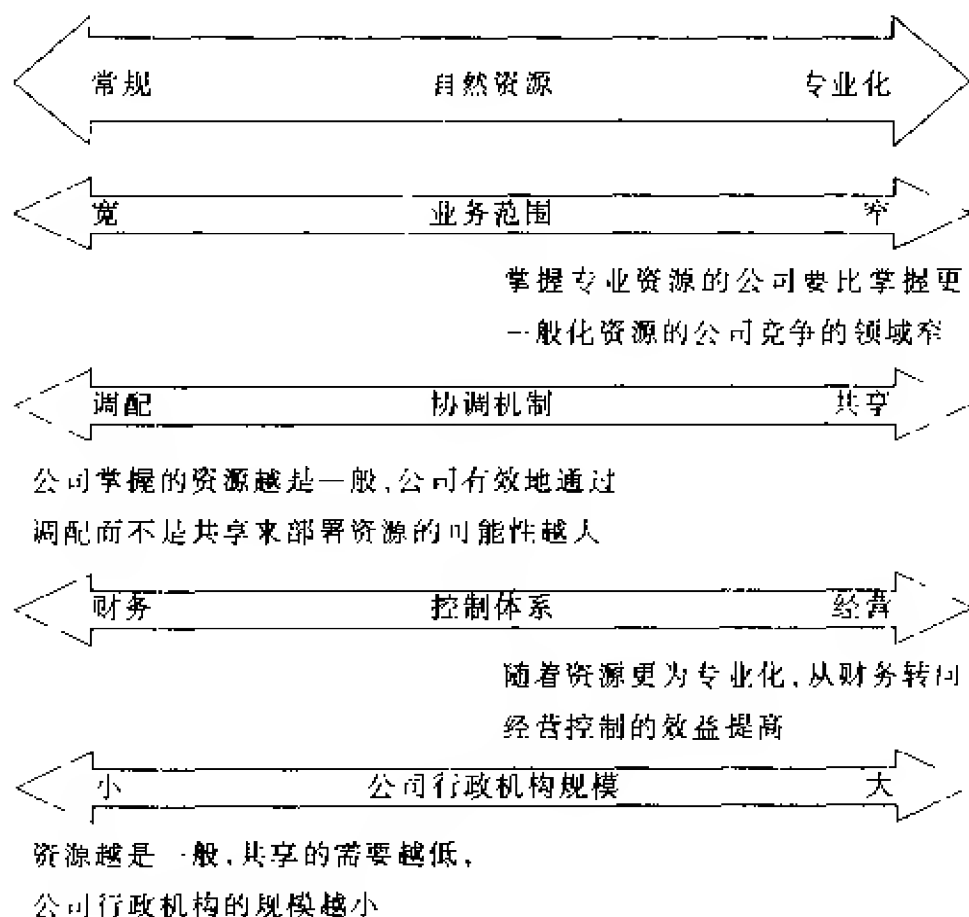 常规 自然资源 专业化
宽 业务范围 窄
掌握专业资源的公司要比掌握更
一般化资源的公司竞争的领域窄
调配 协调机制 共享
公司掌握的资源越是一般,公司有效地通过
调配而不是共享来部署资源的可能性越大
财务 控制体系 经营
随着资源更为专业化,从财务转向
经营控制的效益提高
小 公司行政机构规模 大
资源越是一般,共享的需要越低,
公司行政机构的规模越小